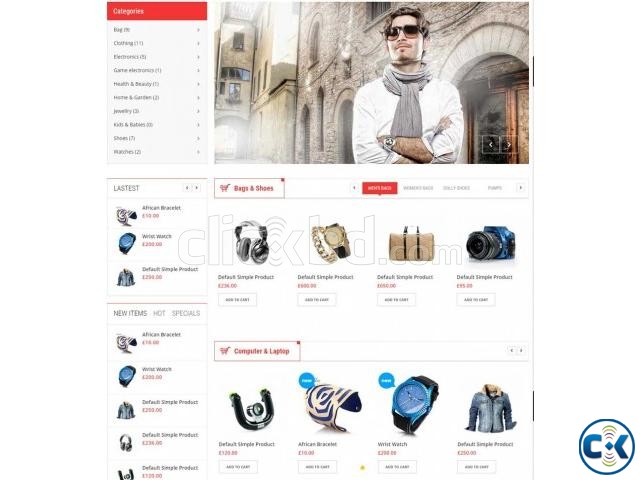 Categories
Bag (9)
Clothing (11)
Electronics (5)
Game electronics (1)
Health & Beauty (1)
Home & Garden (2)
Jewellry (3)
Kids & Babies (0)
Shoes (7)
Watches (2)
LASTEST
African Bracelet
£10.00
Wrist Watch
£200.00
Default Simple Product
£250.00
NEW ITEMS HOT SPECIALS
African Bracelet
£10.00
Wrist Watch
£200.00
Default Simple Product
£250.00
Default Simple Product
£236.00
Default Simple Product
£120.00
Bags & Shoes
MEN'S BAGS WOMEN'S BAGS DOLLY SHOES PUMPS
Default Simple Product Default Simple Product Default Simple Product Default Simple Product
£236.00 £600.00 £650.00 £95.00
ADD TO CART ADD TO CART ADD TO CART ADD TO CART
clickbd.com
Computer & Laptop
new new
Default Simple Product African Bracelet Wrist Watch Default Simple Product
£120.00 £10.00 £200.00 £250.00
ADD TO CART ADD TO CART ADD TO CART ADD TO CART
CK